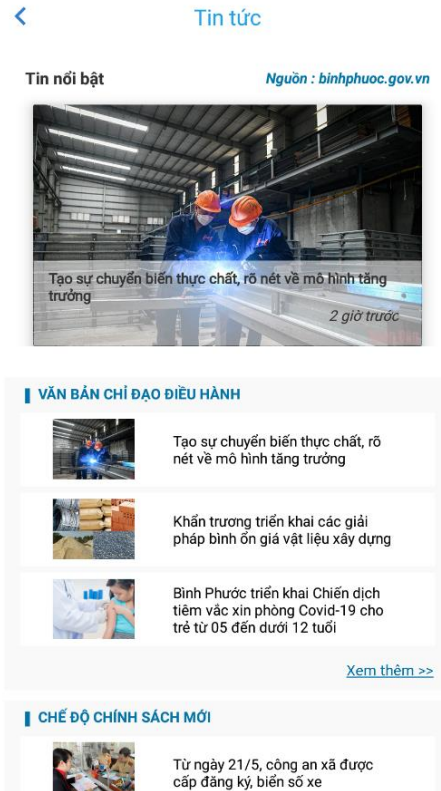 Tin tức
Tin nổi bật
Nguồn : binhphuoc.gov.vn
Tạo sự chuyển biến thực chất, rõ nét về mô hình tăng
trưởng
2 giờ trước
VĂN BẢN CHỈ ĐẠO ĐIỀU HÀNH
Tạo sự chuyển biến thực chất, rõ
nét về mô hình tăng trưởng
Khẩn trương triển khai các giải
pháp bình ổn giá vật liệu xây dựng
Bình Phước triển khai Chiến dịch
tiêm vắc xin phòng Covid-19 cho
trẻ từ 05 đến dưới 12 tuổi
Xem thêm >>
CHẾ ĐỘ CHÍNH SÁCH MỚI
Từ ngày 21/5, công an xã được
cấp đăng ký, biển số xe